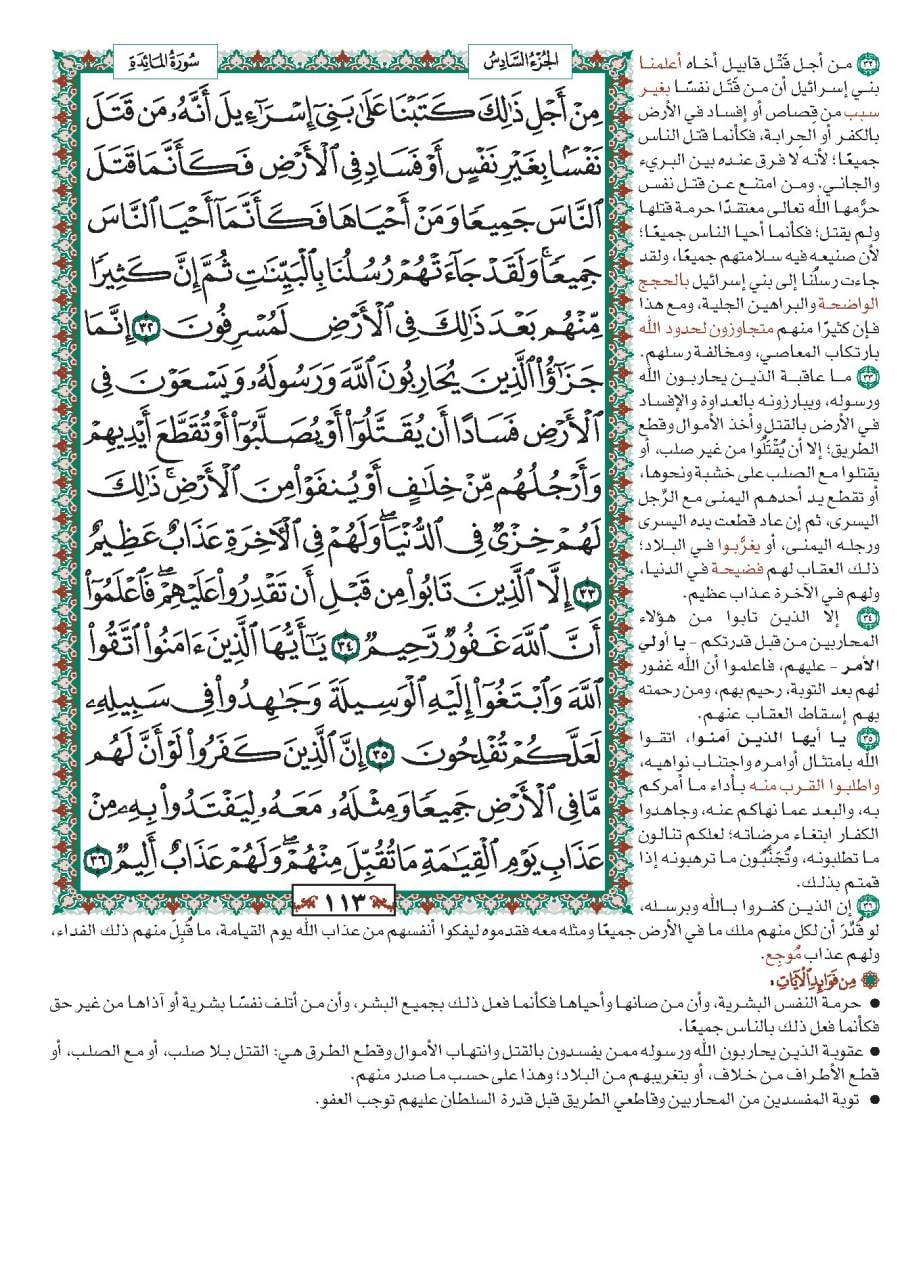 الجُزْءُ السَّادِسُ
سُورَةُ المَائِدَةِ
مِنْ أَجْلِ ذَٰلِكَ كَتَبْنَا عَلَىٰ بَنِىٓ إِسْرَٰٓءِيلَ أَنَّهُۥ مَن قَتَلَ
نَفْسًۢا بِغَيْرِ نَفْسٍ أَوْ فَسَادٍ فِى ٱلْأَرْضِ فَكَأَنَّمَا قَتَلَ
ٱلنَّاسَ جَمِيعًا وَمَنْ أَحْيَاهَا فَكَأَنَّمَآ أَحْيَا ٱلنَّاسَ
جَمِيعًا ۚ وَلَقَدْ جَآءَتْهُمْ رُسُلُنَا بِٱلْبَيِّنَٰتِ ثُمَّ إِنَّ كَثِيرًا
مِّنْهُم بَعْدَ ذَٰلِكَ فِى ٱلْأَرْضِ لَمُسْرِفُونَ ٣٢ إِنَّمَا
جَزَٰٓؤُا۟ ٱلَّذِينَ يُحَارِبُونَ ٱللَّهَ وَرَسُولَهُۥ وَيَسْعَوْنَ فِى
ٱلْأَرْضِ فَسَادًا أَن يُقَتَّلُوٓا۟ أَوْ يُصَلَّبُوٓا۟ أَوْ تُقَطَّعَ أَيْدِيهِمْ
وَأَرْجُلُهُم مِّنْ خِلَٰفٍ أَوْ يُنفَوْا۟ مِنَ ٱلْأَرْضِ ۚ ذَٰلِكَ
لَهُمْ خِزْىٌ فِى ٱلدُّنْيَا ۖ وَلَهُمْ فِى ٱلْءَاخِرَةِ عَذَابٌ عَظِيمٌ
٣٣ إِلَّا ٱلَّذِينَ تَابُوا۟ مِن قَبْلِ أَن تَقْدِرُوا۟ عَلَيْهِمْ ۖ فَٱعْلَمُوٓا۟
أَنَّ ٱللَّهَ غَفُورٌ رَّحِيمٌ ٣٤ يَٰٓأَيُّهَا ٱلَّذِينَ ءَامَنُوا۟ ٱتَّقُوا۟
ٱللَّهَ وَٱبْتَغُوٓا۟ إِلَيْهِ ٱلْوَسِيلَةَ وَجَٰهِدُوا۟ فِى سَبِيلِهِۦ
لَعَلَّكُمْ تُفْلِحُونَ ٣٥ إِنَّ ٱلَّذِينَ كَفَرُوا۟ لَوْ أَنَّ لَهُم
مَّا فِى ٱلْأَرْضِ جَمِيعًا وَمِثْلَهُۥ مَعَهُۥ لِيَفْتَدُوا۟ بِهِۦ مِنْ
عَذَابِ يَوْمِ ٱلْقِيَٰمَةِ مَا تُقُبِّلَ مِنْهُمْ ۖ وَلَهُمْ عَذَابٌ أَلِيمٌ ٣٦
١١٣
٣٢ من أجل قَتْل قابيل أخاه أعلمنا
بني إسرائيل أن من قَتَل نفسًا بغير
سبب من قِصاص أو إفساد في الأرض
بالكفر أو الحِرابة، فكأنما قتل الناس
جميعًا؛ لأنه لا فرق عنده بين البريء
والجاني. ومن امتنع عن قتل نفس
حرَّمها الله تعالى معتقدًا حرمة قتلها
ولم يقتل؛ فكأنما أحيا الناس جميعًا؛
لأن صنيعه فيه سلامتهم جميعًا، ولقد
جاءت رسلُنا إلى بني إسرائيل بالحجج
الواضحة والبراهين الجلية، ومع هذا
فإن كثيرًا منهم متجاوزون لحدود الله
بارتكاب المعاصي، ومخالفة رسلهم.
٣٣ ما عاقبة الذين يحاربون الله
ورسوله، ويبارزونه بالعداوة والإفساد
في الأرض بالقتل وأخذ الأموال وقطع
الطريق؛ إلا أن يُقْتَلُوا من غير صلب، أو
يقتلوا مع الصلب على خشبة ونحوها،
أو تقطع يد أحدهم اليمنى مع الرِّجل
اليسرى، ثم إن عاد قطعت يده اليسرى
ورجله اليمنى، أو يغرَّبوا في البلاد؛
ذلك العقاب لهم فضيحة في الدنيا،
ولهم في الآخرة عذاب عظيم.
٣٤ إلا الذين تابوا من هؤلاء
المحاربين من قبل قدرتكم - يا أولي
الأمر - عليهم، فاعلموا أن الله غفور
لهم بعد التوبة، رحيم بهم، ومن رحمته
بهم إسقاط العقاب عنهم.
٣٥ يا أيها الذين آمنوا، اتقوا
الله بامتثال أوامره واجتناب نواهيه،
واطلبوا القرب منه بأداء ما أمركم
به، والبعد عما نهاكم عنه، وجاهدوا
الكفار ابتغاء مرضاته؛ لعلكم تنالون
ما تطلبونه، وتُجَنَّبُون ما ترهبونه إذا
قمتم بذلك.
٣٦ إن الذين كفروا بالله وبرسله،
لو قُدِّرَ أن لكل منهم ملك ما في الأرض جميعًا ومثله معه فقدموه ليفكوا أنفسهم من عذاب الله يوم القيامة، ما قُبِلَ منهم ذلك الفداء،
ولهم عذاب مُوجِع.
مِن فَوَائِدِ الْآيَاتِ:
• حرمة النفس البشرية، وأن من صانها وأحياها فكأنما فعل ذلك بجميع البشر، وأن من أتلف نفسًا بشرية أو آذاها من غير حق
فكأنما فعل ذلك بالناس جميعًا.
• عقوبة الذين يحاربون الله ورسوله ممن يفسدون بالقتل وانتهاب الأموال وقطع الطرق هي: القتل بلا صلب، أو مع الصلب، أو
قطع الأطراف من خلاف، أو بتغريبهم من البلاد؛ وهذا على حسب ما صدر منهم.
• توبة المفسدين من المحاربين وقاطعي الطريق قبل قدرة السلطان عليهم توجب العفو.